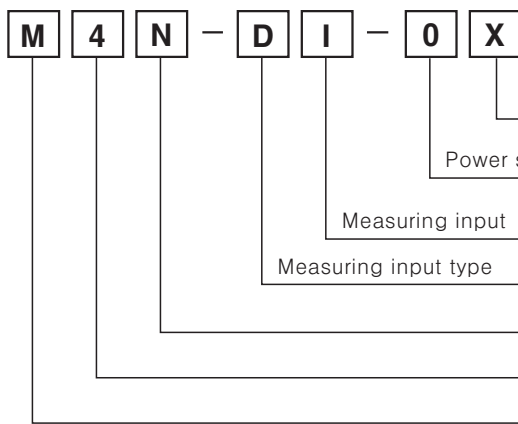 M 4 N - D I - 0 X
Power
Measuring input
Measuring input type